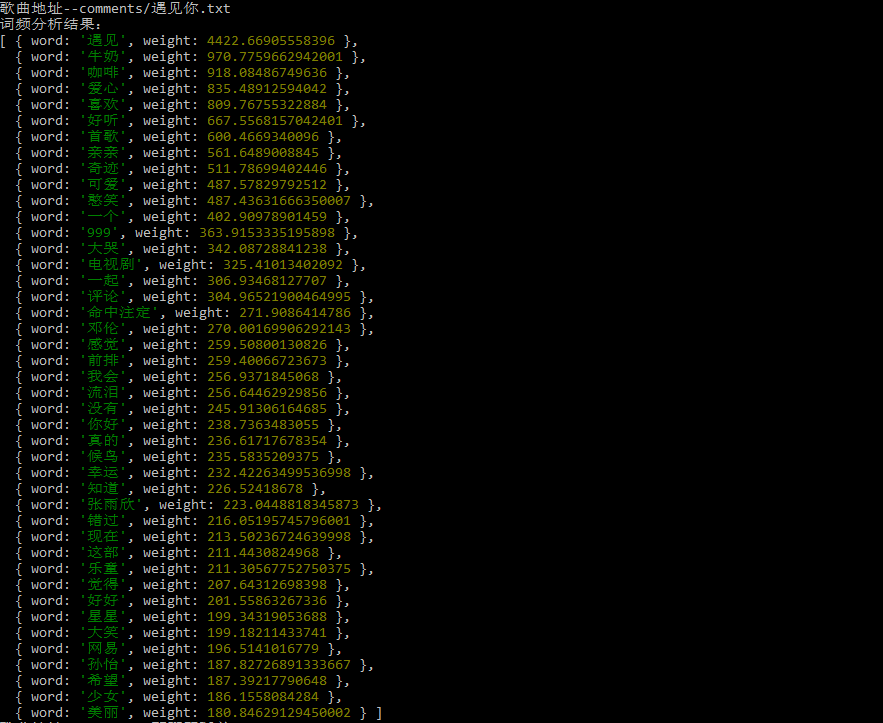 歌曲地址--comments/遇见你.txt
词频分析结果:
[ { word: '遇见', weight: 4422.66905558396 },
{ word: '牛奶', weight: 970.7759662942001 },
{ word: '咖啡', weight: 918.08486749636 },
{ word: '爱心', weight: 835.48912594042 },
{ word: '喜欢', weight: 809.76755322884 },
{ word: '好听', weight: 667.5568157042401 },
{ word: '首歌', weight: 600.4669340096 },
{ word: '亲亲', weight: 561.6489008845 },
{ word: '奇迹', weight: 511.78699402446 },
{ word: '可爱', weight: 487.57829792512 },
{ word: '憨笑', weight: 487.43631666350007 },
{ word: '一个', weight: 402.90978901459 },
{ word: '999', weight: 363.9153335195898 },
{ word: '大哭', weight: 342.08728841238 },
{ word: '电视剧', weight: 325.41013402092 },
{ word: '一起', weight: 306.93468127707 },
{ word: '评论', weight: 304.96521900464995 },
{ word: '命中注定', weight: 271.9086414786 },
{ word: '邓伦', weight: 270.00169906292143 },
{ word: '感觉', weight: 259.50800130826 },
{ word: '前排', weight: 259.40066723673 },
{ word: '我会', weight: 256.9371845068 },
{ word: '流泪', weight: 256.64462929856 },
{ word: '没有', weight: 245.91306164685 },
{ word: '你好', weight: 238.7363483055 },
{ word: '真的', weight: 236.61717678354 },
{ word: '候鸟', weight: 235.5835209375 },
{ word: '幸运', weight: 232.42263499536998 },
{ word: '知道', weight: 226.52418678 },
{ word: '张雨欣', weight: 223.0448818345873 },
{ word: '错过', weight: 216.05195745796001 },
{ word: '现在', weight: 213.50236724639998 },
{ word: '这部', weight: 211.4430824968 },
{ word: '乐童', weight: 211.30567752750375 },
{ word: '觉得', weight: 207.64312698398 },
{ word: '好好', weight: 201.55863267336 },
{ word: '星星', weight: 199.34319053688 },
{ word: '大笑', weight: 199.18211433741 },
{ word: '网易', weight: 196.5141016779 },
{ word: '孙怡', weight: 187.82726891333667 },
{ word: '希望', weight: 187.39217790648 },
{ word: '少女', weight: 186.1558084284 },
{ word: '美丽', weight: 180.84629129450002 } ]